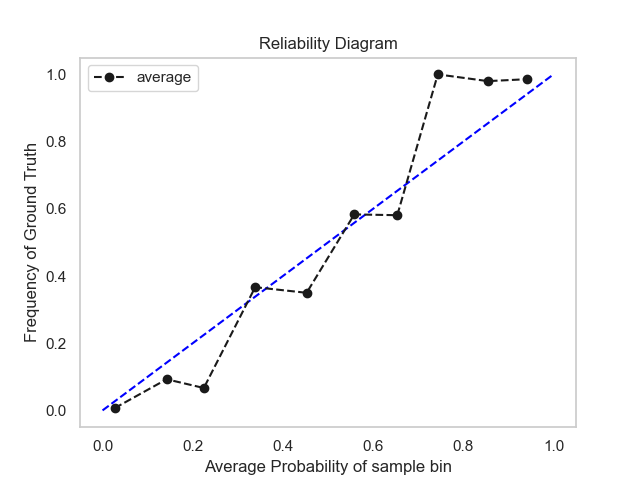 Reliability Diagram
average
Frequency of Ground Truth
1.0
0.8
0.6
0.4
0.2
0.0
0.0 0.2 0.4 0.6 0.8 1.0
Average Probability of sample bin